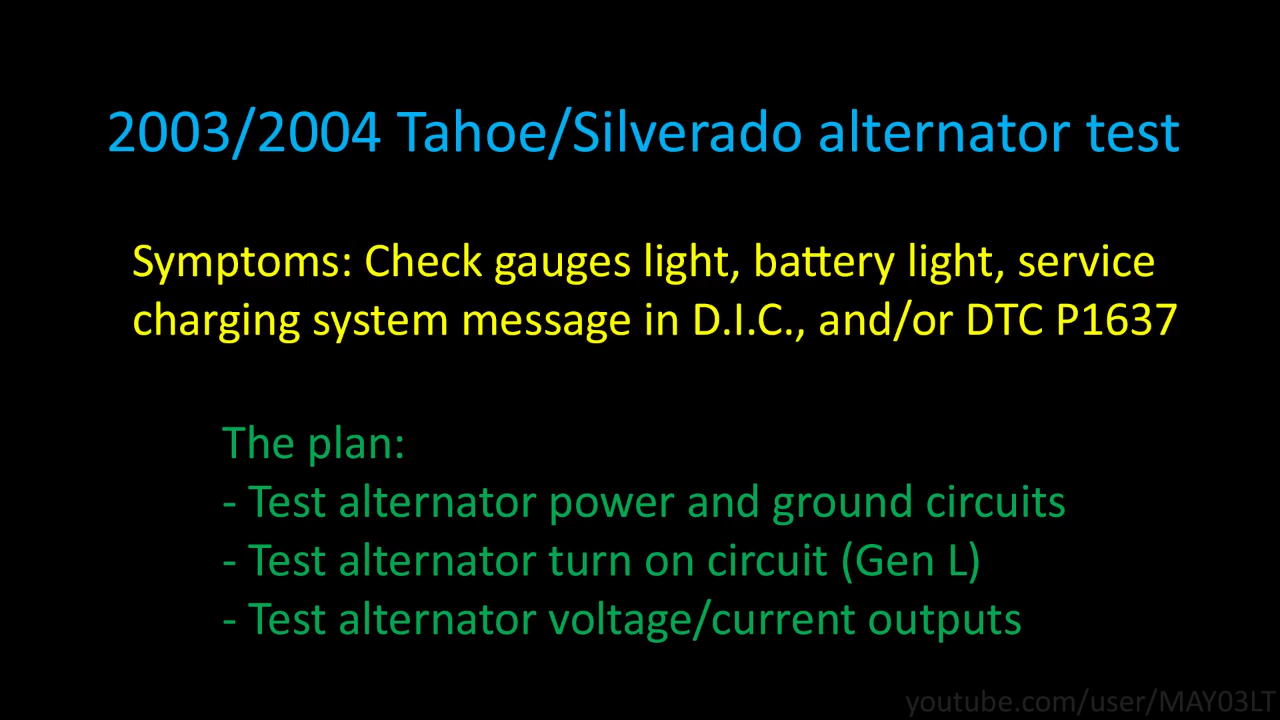 2003/2004 Tahoe/Silverado alternator test
Symptoms: Check gauges light, battery light, service
charging system message in D.I.C., and/or DTC P1637
The plan:
- Test alternator power and ground circuits
- Test alternator turn on circuit (Gen L)
- Test alternator voltage/current outputs
youtube.com/user/MAY03LT